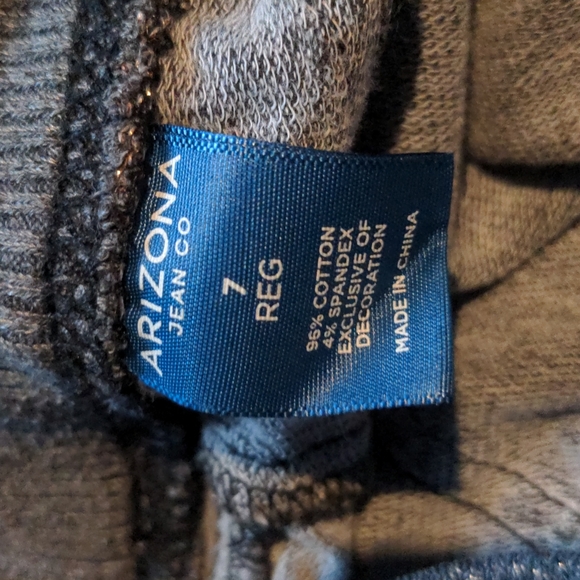 ARIZONA
JEAN CO
7
REG
96% COTTON
4% SPANDEX
EXCLUSIVE OF
DECORATION
MADE IN CHINA